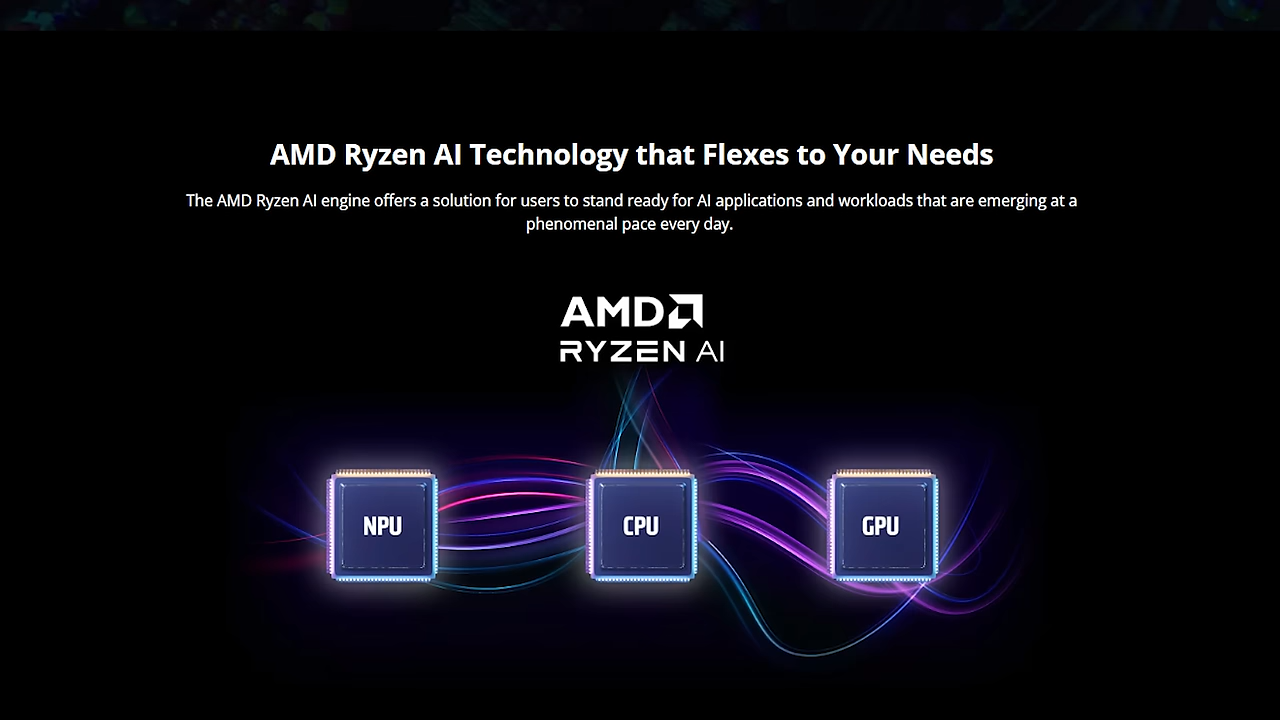 AMD Ryzen AI Technology that Flexes to Your Needs
The AMD Ryzen AI engine offers a solution for users to stand ready for AI applications and workloads that are emerging at a
phenomenal pace every day.
AMD
RYZEN AI
NPU
CPU
GPU